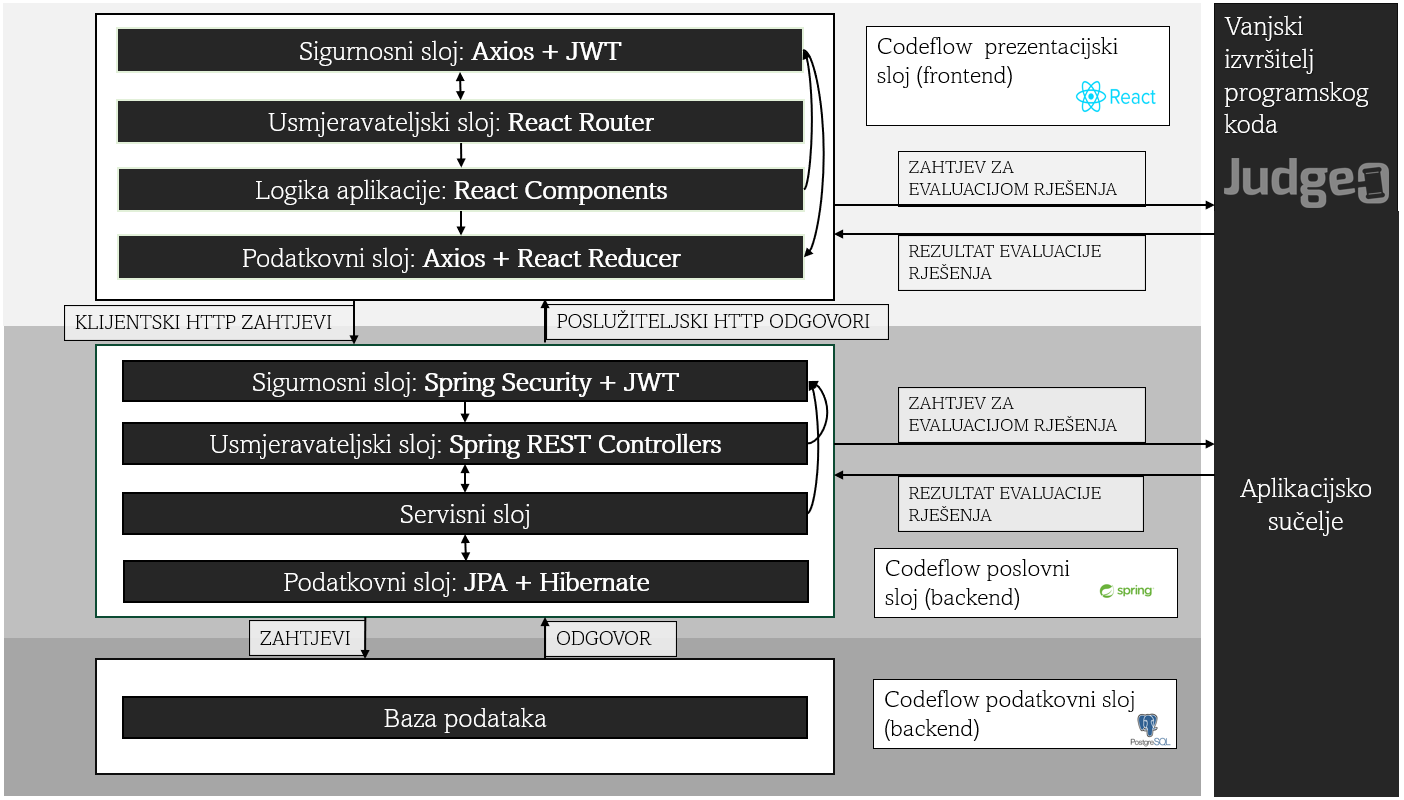 Sigurnosni sloj: Axios + JWT
Usmjeravateljski sloj: React Router
Logika aplikacije: React Components
Podatkovni sloj: Axios + React Reducer
Codeflow prezentacijski
sloj (frontend)
React
ZAHTJEV ZA
EVALUACIJOM RJEŠENJA
REZULTAT EVALUACIJE
RJEŠENJA
Vanjski
izvršitelj
programskog
koda
Judge0
KLIJENTSKI HTTP ZAHTJEVI
POSLUŽITELJSKI HTTP ODGOVORI
Sigurnosni sloj: Spring Security + JWT
Usmjeravateljski sloj: Spring REST Controllers
Servisni sloj
Podatkovni sloj: JPA + Hibernate
ZAHTJEV ZA
EVALUACIJOM RJEŠENJA
REZULTAT EVALUACIJE
RJEŠENJA
Aplikacijsko
sučelje
Codeflow poslovni
sloj (backend)
spring
ZAHTJEVI
ODGOVOR
Baza podataka
Codeflow podatkovni sloj
(backend)
PostgreSQL